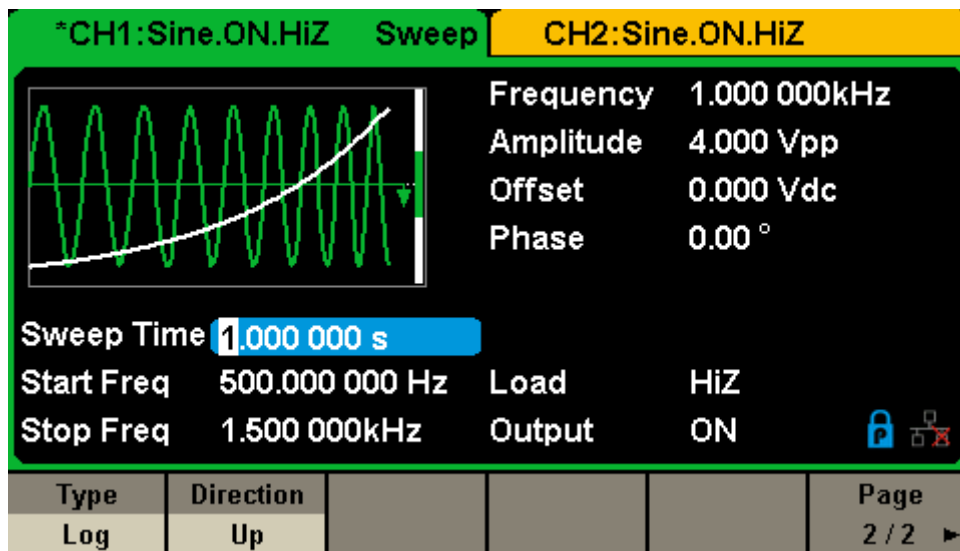 *CH1:Sine.ON.HiZ Sweep CH2:Sine.ON.HiZ
Frequency 1.000 000kHz
Amplitude 4.000 Vpp
Offset 0.000 Vdc
Phase 0.00 °
Sweep Time 1.000 000 s
Start Freq 500.000 000 Hz Load HiZ
Stop Freq 1.500 000kHz Output ON P
Type Direction Page
Log Up 2 / 2 ►